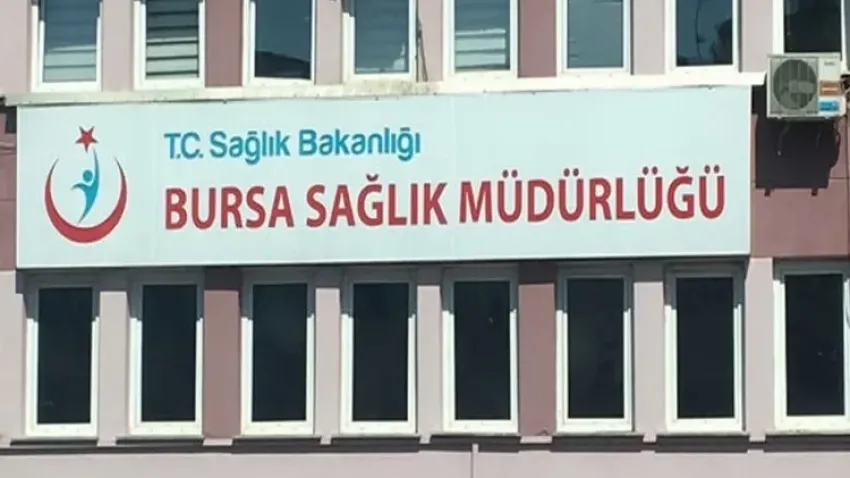 T.C. Sağlık Bakanlığı
BURSA SAĞLIK MÜDÜRLÜĞÜ